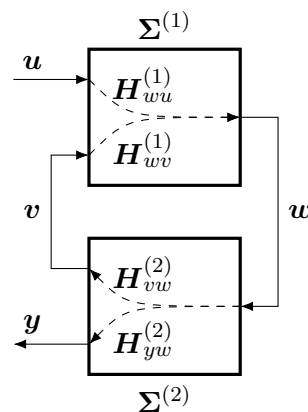 Σ^(1)
u
H_wu^(1)
H_wv^(1)
v
w
H_vw^(2)
y
H_yw^(2)
Σ^(2)